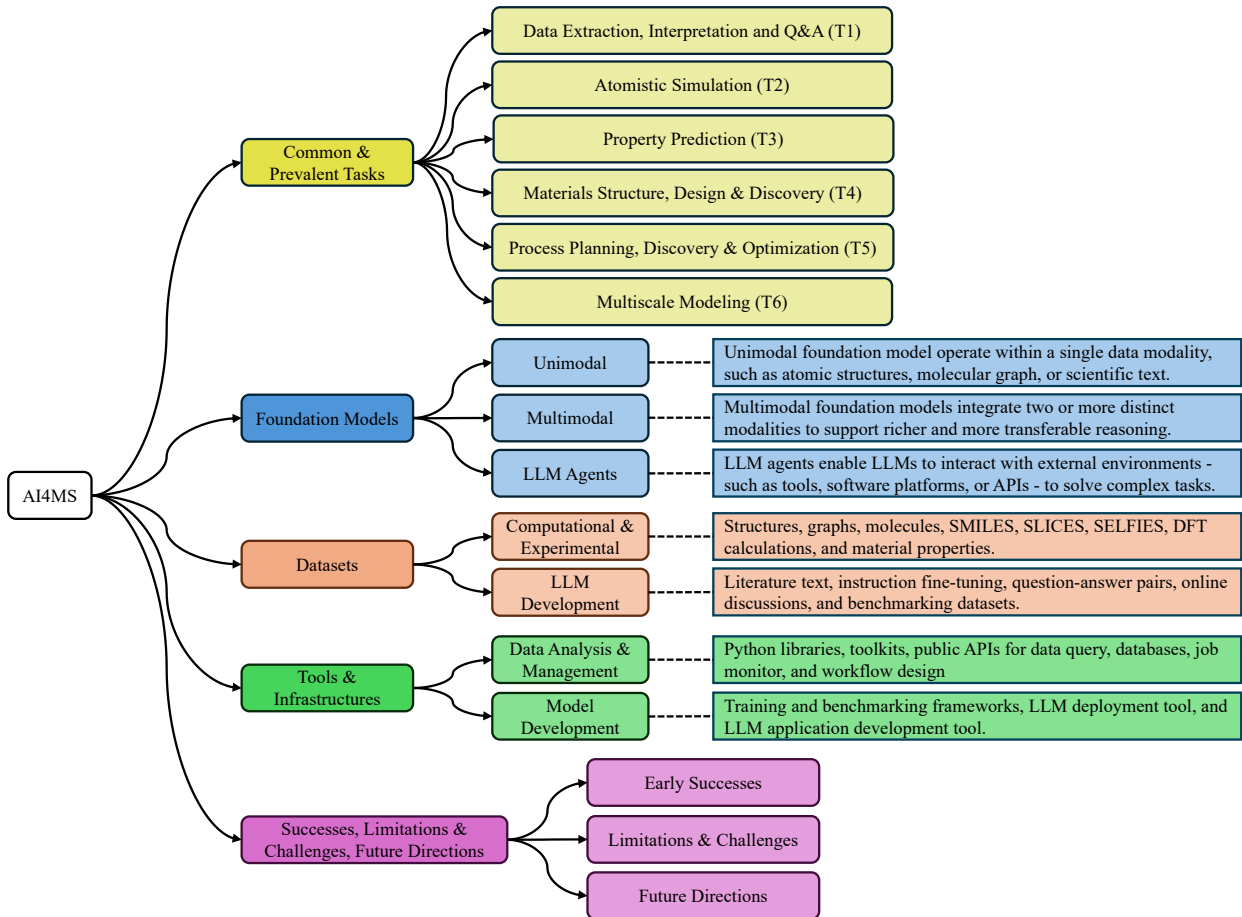 AI4MS
Common &
Prevalent Tasks
Data Extraction, Interpretation and Q&A (T1)
Atomistic Simulation (T2)
Property Prediction (T3)
Materials Structure, Design & Discovery (T4)
Process Planning, Discovery & Optimization (T5)
Multiscale Modeling (T6)
Foundation Models
Unimodal
Unimodal foundation model operate within a single data modality,
such as atomic structures, molecular graph, or scientific text.
Multimodal
Multimodal foundation models integrate two or more distinct
modalities to support richer and more transferable reasoning.
LLM Agents
LLM agents enable LLMs to interact with external environments -
such as tools, software platforms, or APIs - to solve complex tasks.
Datasets
Computational &
Experimental
Structures, graphs, molecules, SMILES, SLICES, SELFIES, DFT
calculations, and material properties.
LLM
Development
Literature text, instruction fine-tuning, question-answer pairs, online
discussions, and benchmarking datasets.
Tools &
Infrastructures
Data Analysis &
Management
Python libraries, toolkits, public APIs for data query, databases, job
monitor, and workflow design
Model
Development
Training and benchmarking frameworks, LLM deployment tool, and
LLM application development tool.
Successes, Limitations &
Challenges, Future Directions
Early Successes
Limitations & Challenges
Future Directions